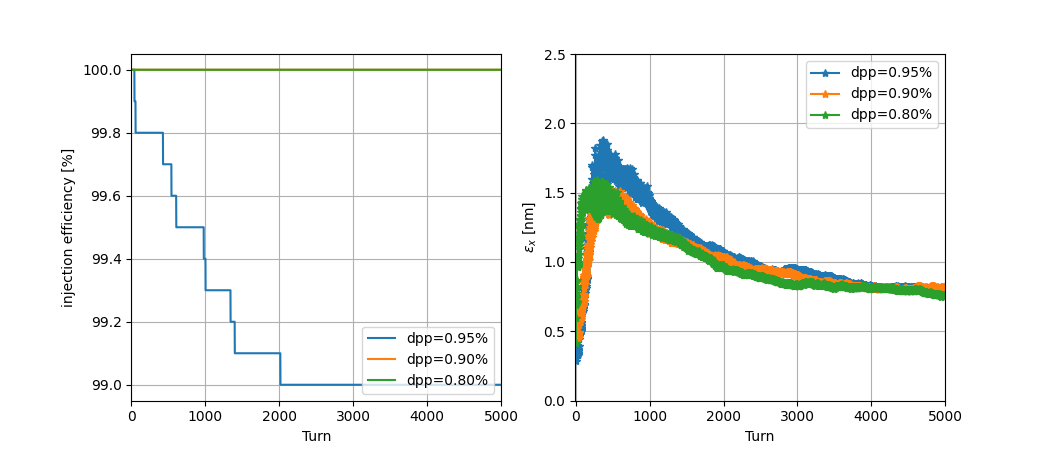 injection efficiency [%]
100.0
99.8
99.6
99.4
99.2
99.0
0
1000
2000
3000
4000
5000
Turn
dpp=0.95%
dpp=0.90%
dpp=0.80%
εx [nm]
2.5
2.0
1.5
1.0
0.5
0.0
0
1000
2000
3000
4000
5000
Turn
dpp=0.95%
dpp=0.90%
dpp=0.80%